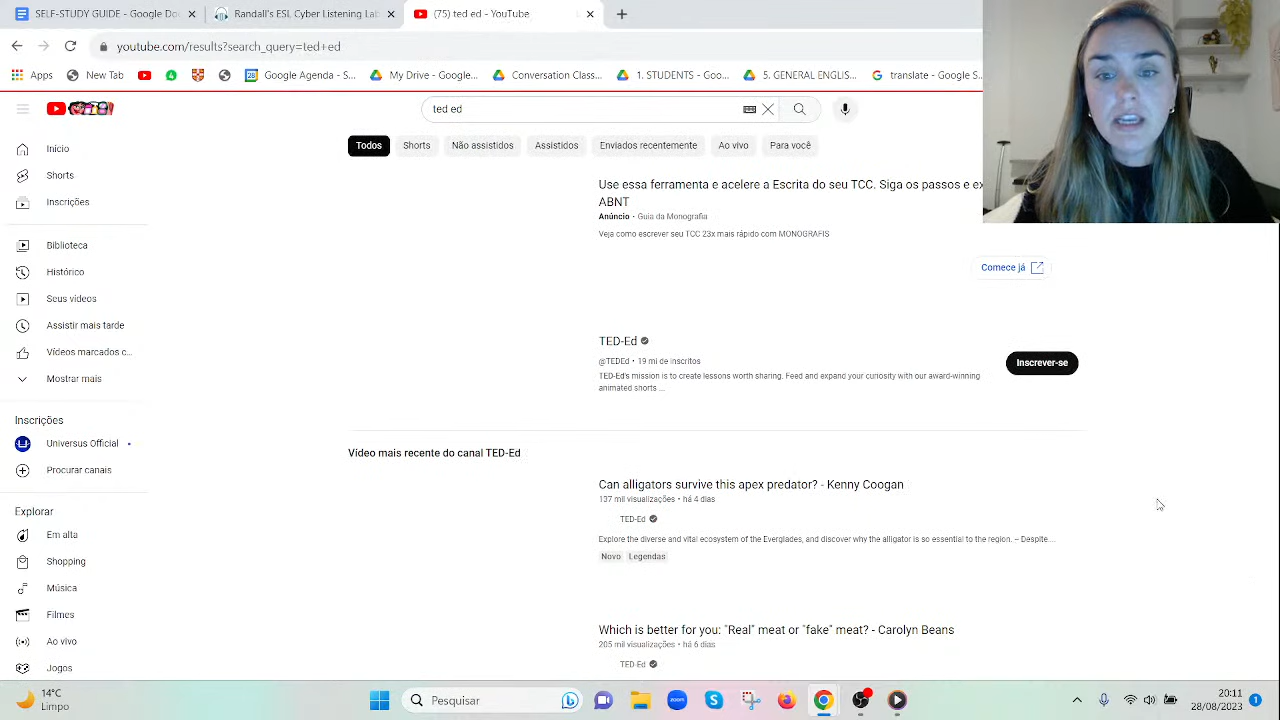 SELF-STUDY GUIDE - Google Doc
Randall's ESL Cyber Listening Lab
(75) ted ed - YouTube
youtube.com/results?search_query=ted+ed
Apps
New Tab
Google Agenda - S...
My Drive - Google...
Conversation Class...
1. STUDENTS - Goo...
5. GENERAL ENGLIS...
translate - Google S...
ted ed
Todos
Shorts
Não assistidos
Assistidos
Enviados recentemente
Ao vivo
Para você
Início
Shorts
Inscrições
Biblioteca
Histórico
Seus vídeos
Assistir mais tarde
Vídeos marcados c...
Mostrar mais
Inscrições
Universus Official
Procurar canais
Explorar
Em alta
Shopping
Música
Filmes
Ao vivo
Jogos
Use essa ferramenta e acelere a Escrita do seu TCC. Siga os passos e ex
ABNT
Anúncio • Guia da Monografia
Veja como escrever seu TCC 23x mais rápido com MONOGRAFIS
Comece já
TED-Ed
@TEDEd • 19 mi de inscritos
TED-Ed's mission is to create lessons worth sharing. Feed and expand your curiosity with our award-winning
animated shorts ...
Inscrever-se
Vídeo mais recente do canal TED-Ed
Can alligators survive this apex predator? - Kenny Coogan
137 mil visualizações • há 4 dias
TED-Ed
Explore the diverse and vital ecosystem of the Everglades, and discover why the alligator is so essential to the region. -- Despite....
Novo Legendas
Which is better for you: "Real" meat or "fake" meat? - Carolyn Beans
205 mil visualizações • há 6 dias
TED-Ed
14°C
Limpo
Pesquisar
zoom
20:11
28/08/2023
1